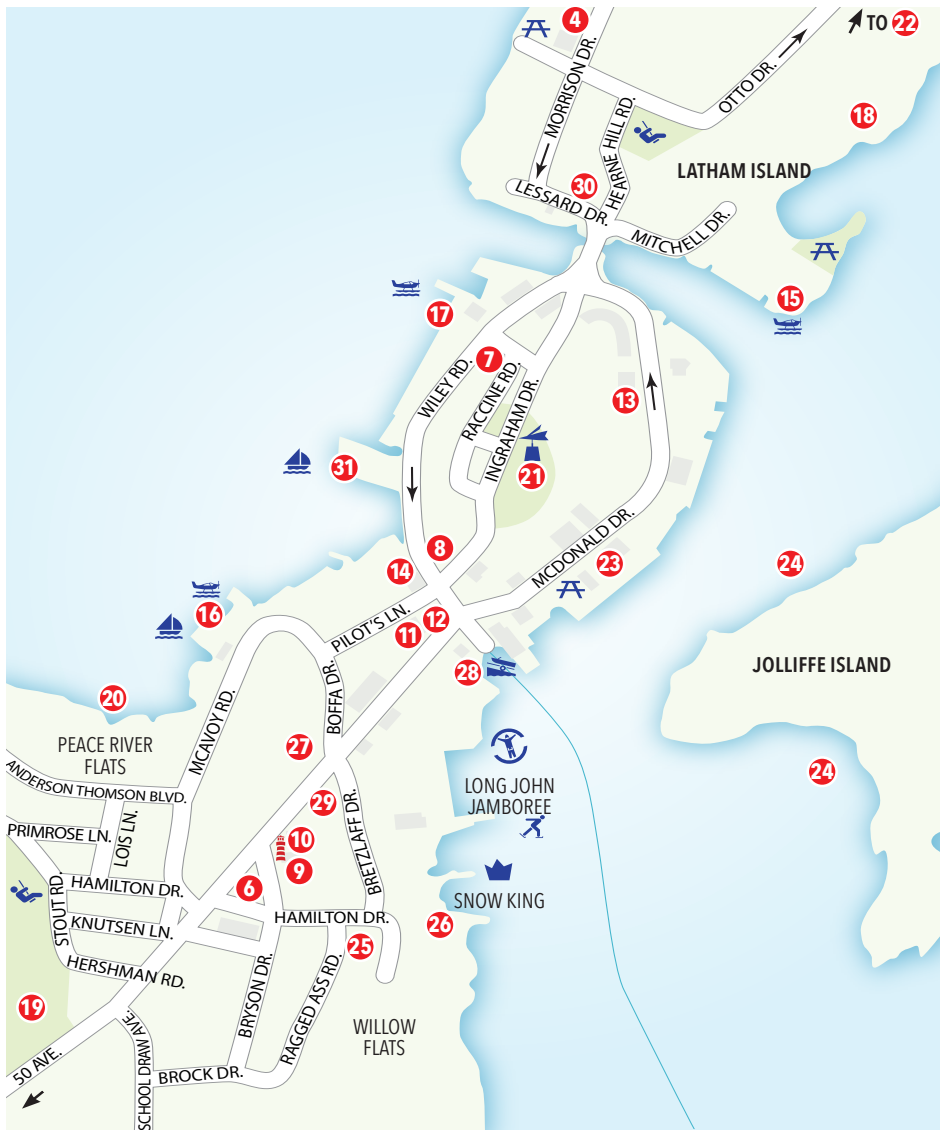 4
TO 22
MORRISON DR.
OTTO DR.
18
HEARNE HILL RD.
LATHAM ISLAND
30
LESSARD DR.
MITCHELL DR.
15
17
7
WILEY RD.
RACCINE RD.
INGRAHAM DR.
13
31
21
8
MCDONALD DR.
23
24
14
16
PILOT'S LN.
12
11
28
JOLLIFFE ISLAND
BOFFA DR.
20
MCAVOY RD.
PEACE RIVER
FLATS
27
24
ANDERSON THOMSON BLVD.
LONG JOHN
JAMBOREE
29
PRIMROSE LN.
LOIS LN.
10
9
BRETZLAFF DR.
STOUT RD.
HAMILTON DR.
6
SNOW KING
HAMILTON DR.
26
KNUTSEN LN.
25
HERSHMAN RD.
BRYSON DR.
RAGGED ASS RD.
19
WILLOW
FLATS
50 AVE.
SCHOOL DRAW AVE.
BROCK DR.